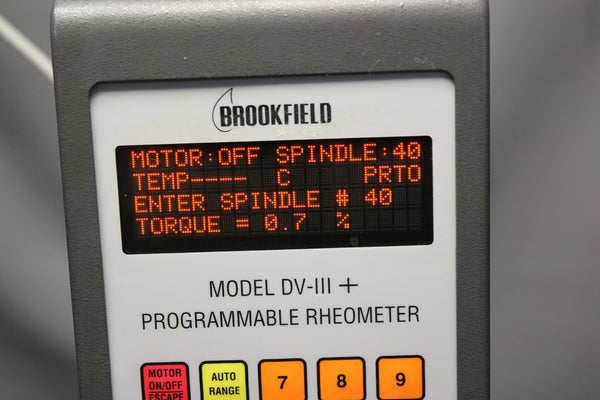 BROOKFIELD
MOTOR:OFF SPINDLE:40
TEMP---- C PRTO
ENTER SPINDLE # 40
TORQUE = 0.7 %
MODEL DV-III +
PROGRAMMABLE RHEOMETER
MOTOR
ON/OFF
ESCAPE
AUTO
RANGE
7
8
9